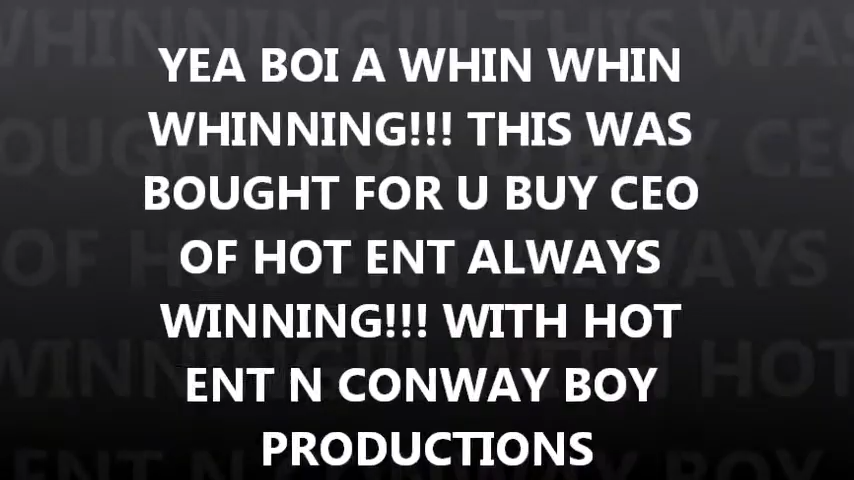 YEA BOI A WHIN WHIN
WHINNING!!! THIS WAS
BOUGHT FOR U BUY CEO
OF HOT ENT ALWAYS
WINNING!!! WITH HOT
ENT N CONWAY BOY
PRODUCTIONS